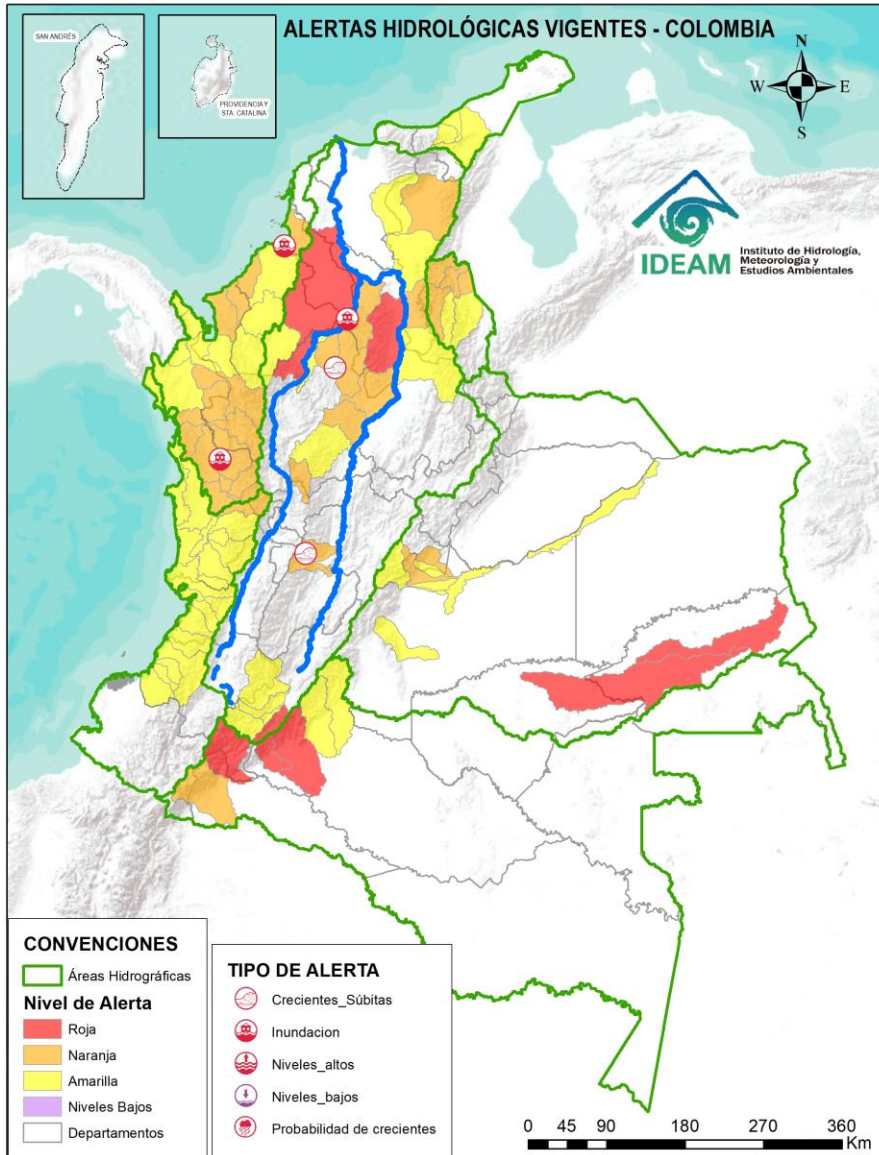 ALERTAS HIDROLÓGICAS VIGENTES - COLOMBIA
SAN ANDRÉS
PROVIDENCIA Y
STA. CATALINA
N
W
E
S
IDEAM
Instituto de Hidrología,
Meteorología y
Estudios Ambientales
CONVENCIONES
Áreas Hidrográficas
Nivel de Alerta
Roja
Naranja
Amarilla
Niveles Bajos
Departamentos
TIPO DE ALERTA
Crecientes_Súbitas
Inundacion
Niveles_altos
Niveles_bajos
Probabilidad de crecientes
0 45 90 180 270 360
Km